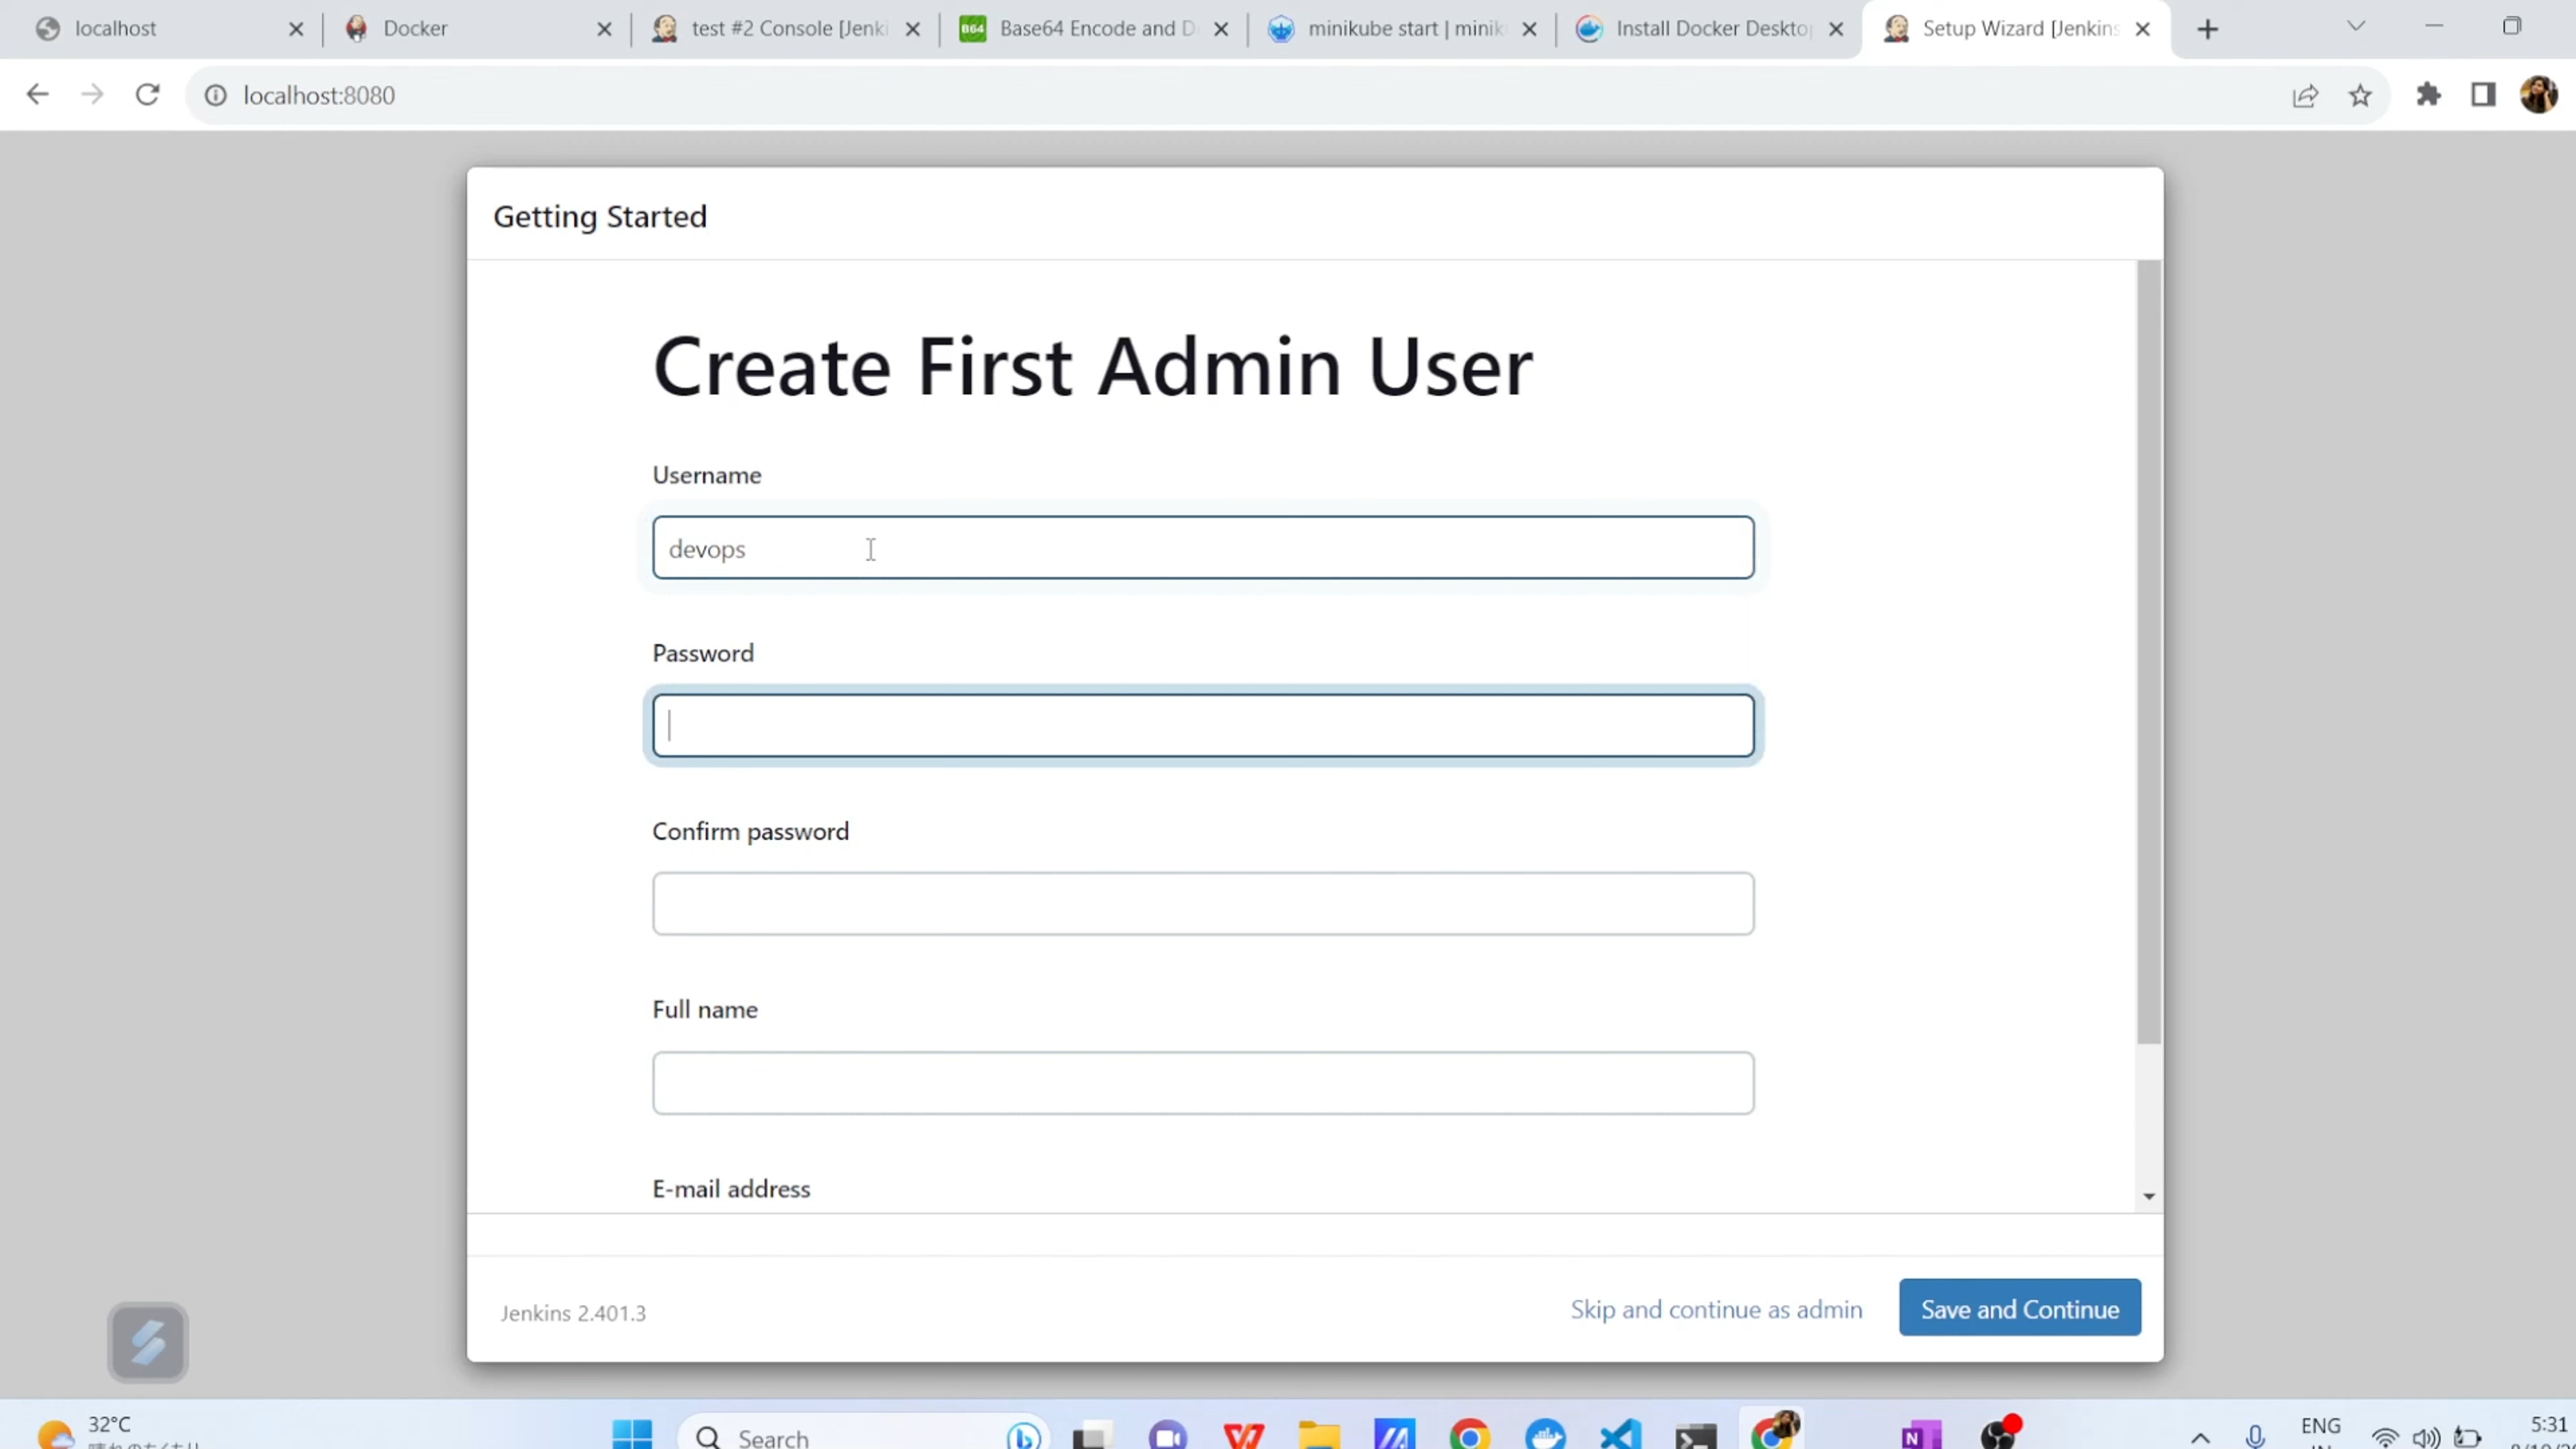 localhost
Docker
test #2 Console [Jenki
Base64 Encode and D
minikube start | minik
Install Docker Deskto
Setup Wizard [Jenkins
localhost:8080
Getting Started
Create First Admin User
Username
devops
Password
Confirm password
Full name
E-mail address
Jenkins 2.401.3
Skip and continue as admin
Save and Continue
32°C
Search
ENG
IN
5:31